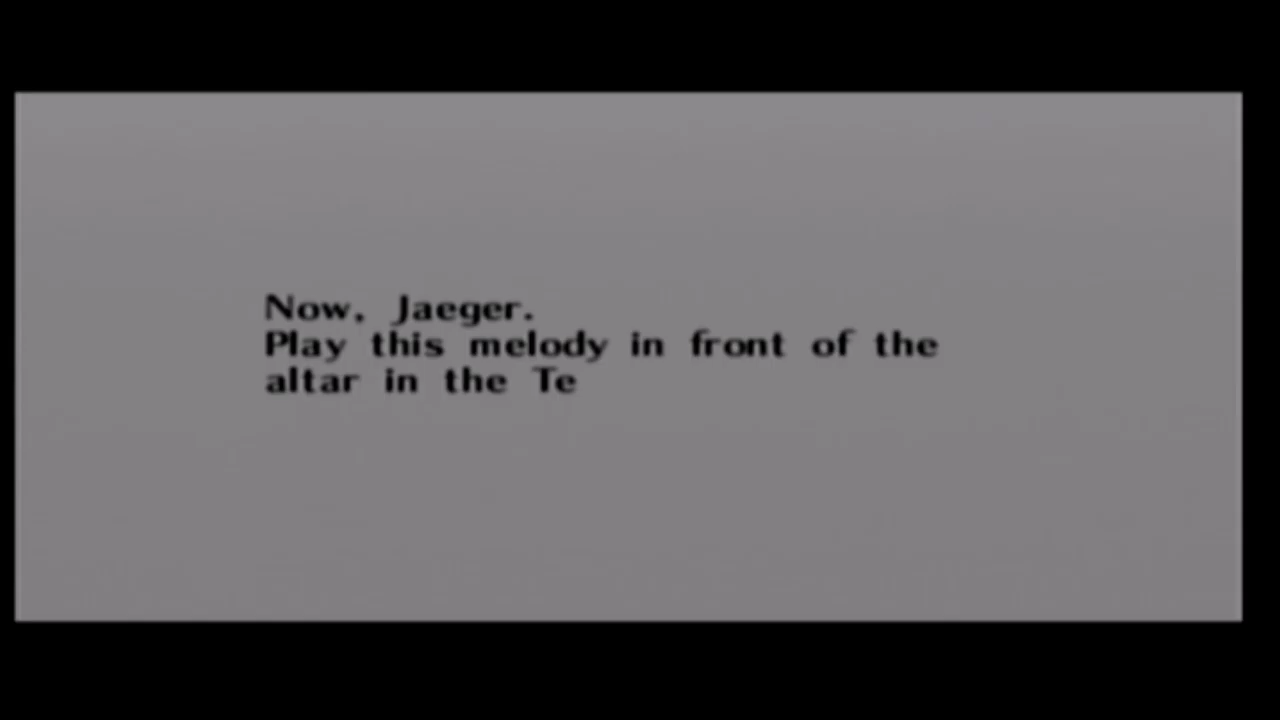 Now, Jaeger.
Play this melody in front of the
altar in the Te